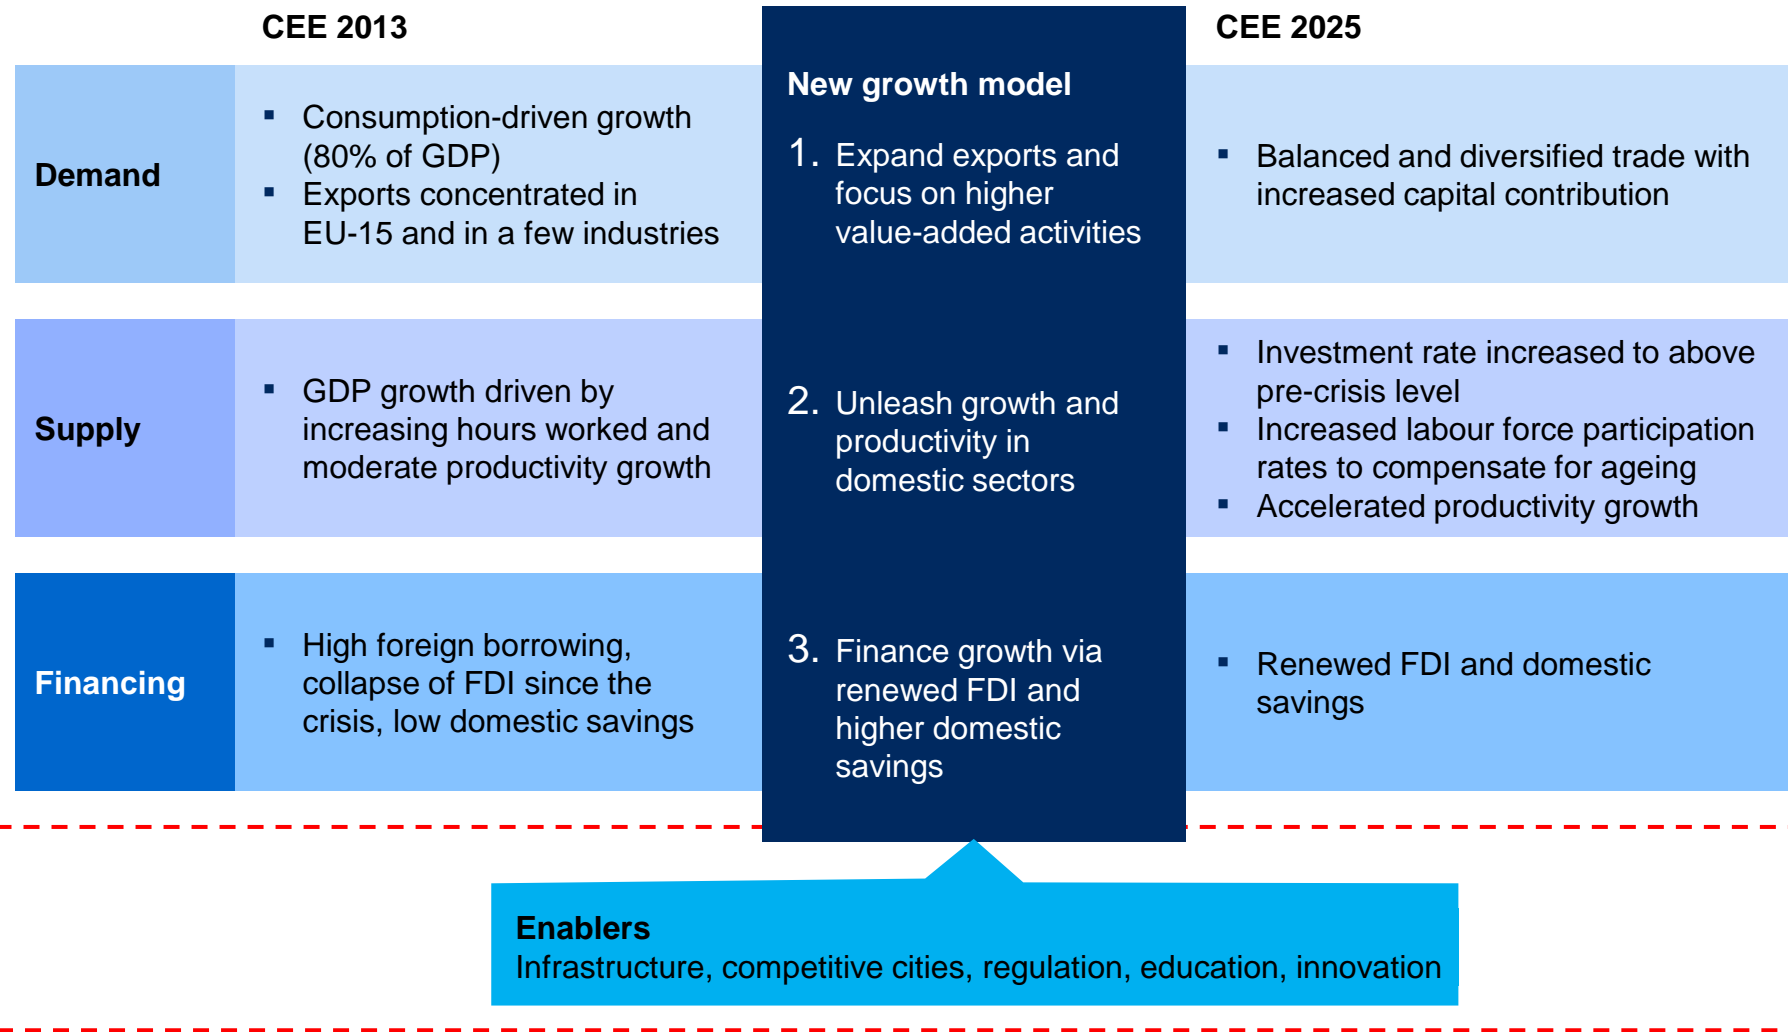 CEE 2013
CEE 2025
New growth model
Demand
▪ Consumption-driven growth
(80% of GDP)
▪ Exports concentrated in
EU-15 and in a few industries
1. Expand exports and
focus on higher
value-added activities
▪ Balanced and diversified trade with
increased capital contribution
Supply
▪ GDP growth driven by
increasing hours worked and
moderate productivity growth
2. Unleash growth and
productivity in
domestic sectors
▪ Investment rate increased to above
pre-crisis level
▪ Increased labour force participation
rates to compensate for ageing
▪ Accelerated productivity growth
Financing
▪ High foreign borrowing,
collapse of FDI since the
crisis, low domestic savings
3. Finance growth via
renewed FDI and
higher domestic
savings
▪ Renewed FDI and domestic
savings
Enablers
Infrastructure, competitive cities, regulation, education, innovation